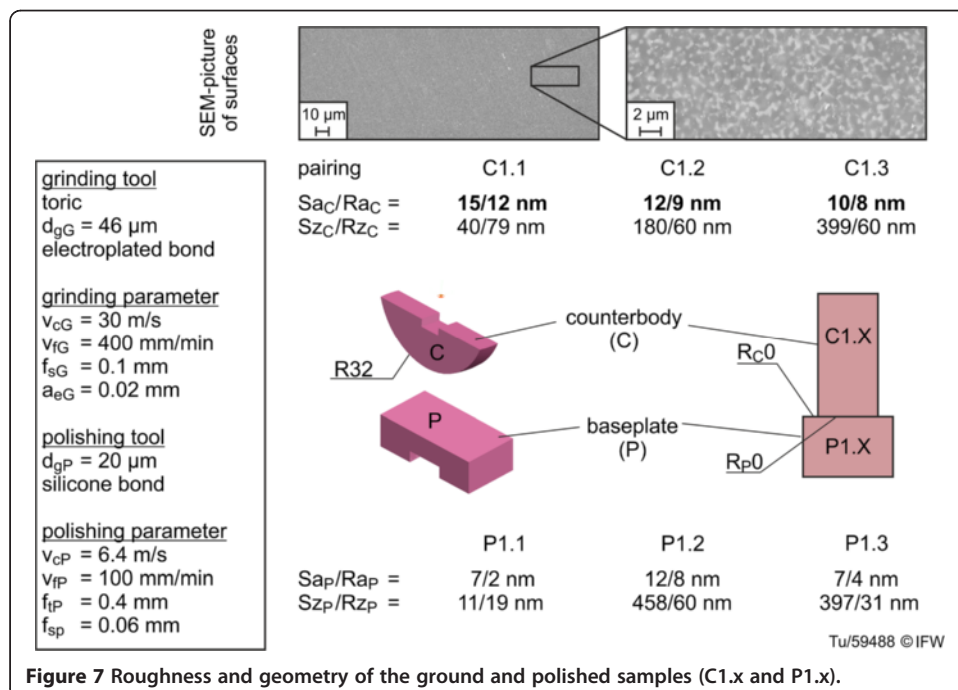 SEM-picture
of surfaces
10 µm
2 µm
pairing C1.1 C1.2 C1.3
SaC/RaC = 15/12 nm 12/9 nm 10/8 nm
SzC/RzC = 40/79 nm 180/60 nm 399/60 nm
grinding tool
toric
dgG = 46 µm
electroplated bond
grinding parameter
vcG = 30 m/s
vfG = 400 mm/min
fsG = 0.1 mm
aeG = 0.02 mm
polishing tool
dgP = 20 µm
silicone bond
polishing parameter
vcP = 6.4 m/s
vfP = 100 mm/min
ftP = 0.4 mm
fsp = 0.06 mm
counterbody
(C)
C
R32
P
baseplate
(P)
C1.X
RC0
RP0
P1.X
P1.1 P1.2 P1.3
SaP/RaP = 7/2 nm 12/8 nm 7/4 nm
SzP/RzP = 11/19 nm 458/60 nm 397/31 nm
Tu/59488 © IFW
Figure 7 Roughness and geometry of the ground and polished samples (C1.x and P1.x).